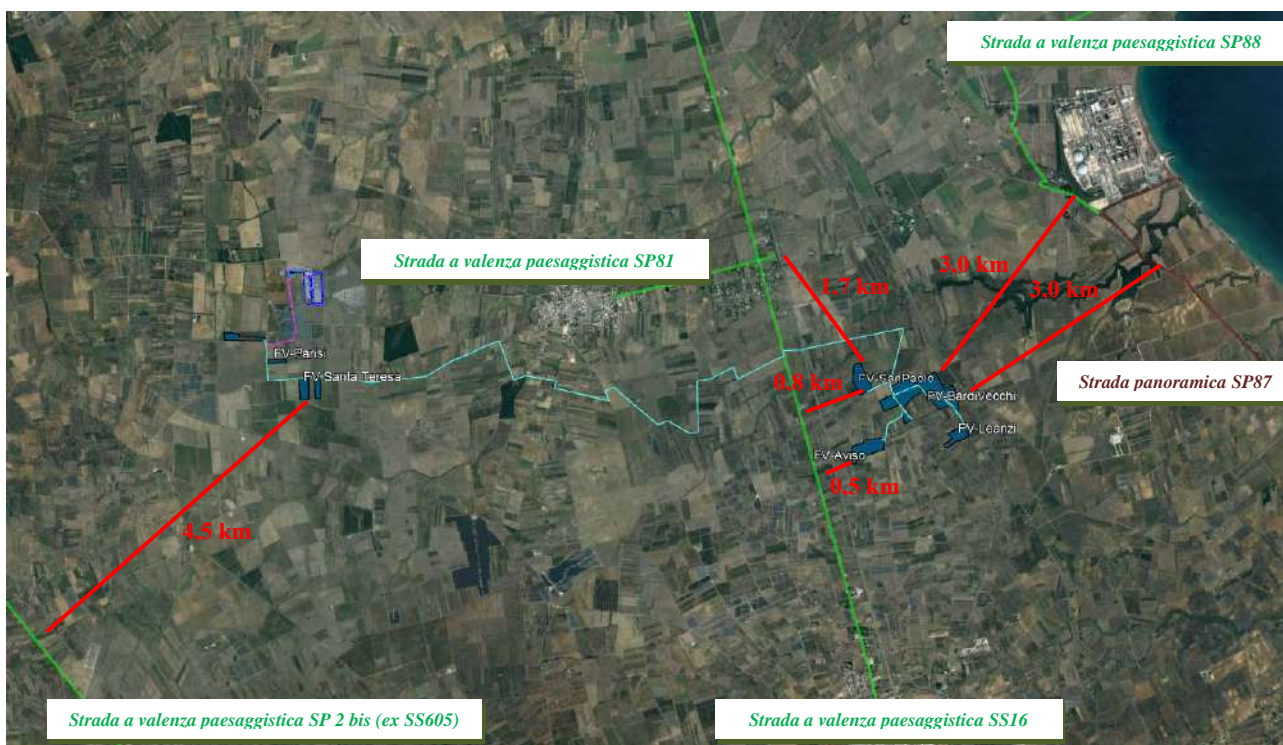 Strada a valenza paesaggistica SP88
Strada a valenza paesaggistica SP81
1,7 km
3,0 km
3,0 km
FV-Parisi
FV-Santa Teresa
FV-SanPaolo
0,8 km
FV-BardiVecchi
Strada panoramica SP87
FV-Leanzi
FV-Aviso
0,5 km
4,5 km
Strada a valenza paesaggistica SP 2 bis (ex SS605)
Strada a valenza paesaggistica SS16